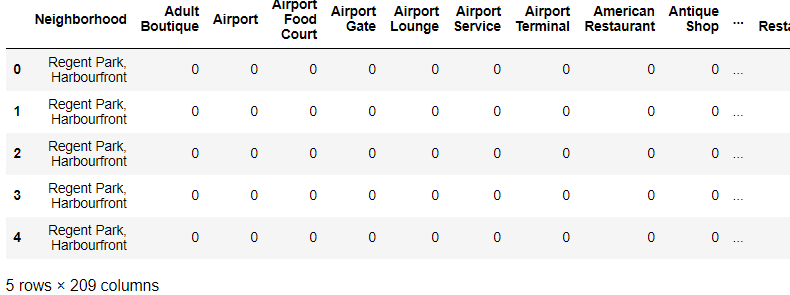 Neighborhood Adult Boutique Airport Airport Food Court Airport Gate Airport Lounge Airport Service Airport Terminal American Restaurant Antique Shop ...
0 Regent Park, Harbourfront 0 0 0 0 0 0 0 0 0 ...
1 Regent Park, Harbourfront 0 0 0 0 0 0 0 0 0 ...
2 Regent Park, Harbourfront 0 0 0 0 0 0 0 0 0 ...
3 Regent Park, Harbourfront 0 0 0 0 0 0 0 0 0 ...
4 Regent Park, Harbourfront 0 0 0 0 0 0 0 0 0 ...
5 rows × 209 columns